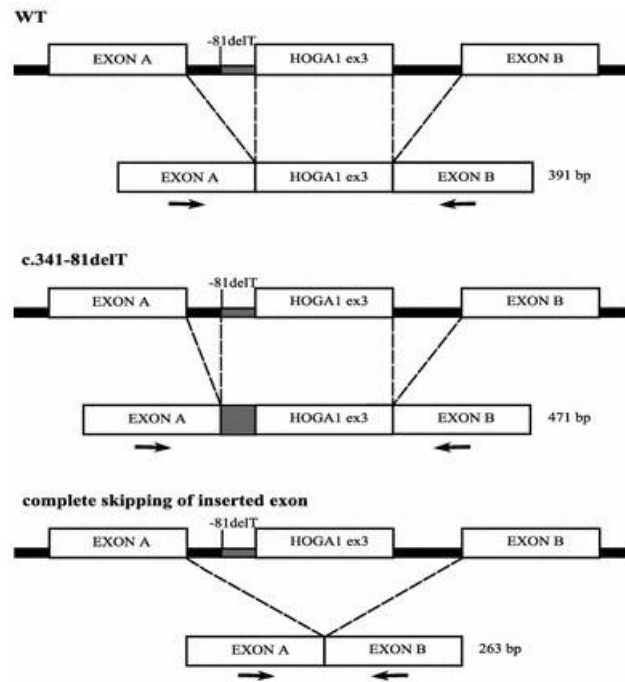 WT
-81delT
EXON A HOGA1 ex3 EXON B
EXON A HOGA1 ex3 EXON B 391 bp
c.341-81delT
-81delT
EXON A HOGA1 ex3 EXON B
EXON A HOGA1 ex3 EXON B 471 bp
complete skipping of inserted exon
-81delT
EXON A HOGA1 ex3 EXON B
EXON A EXON B 263 bp